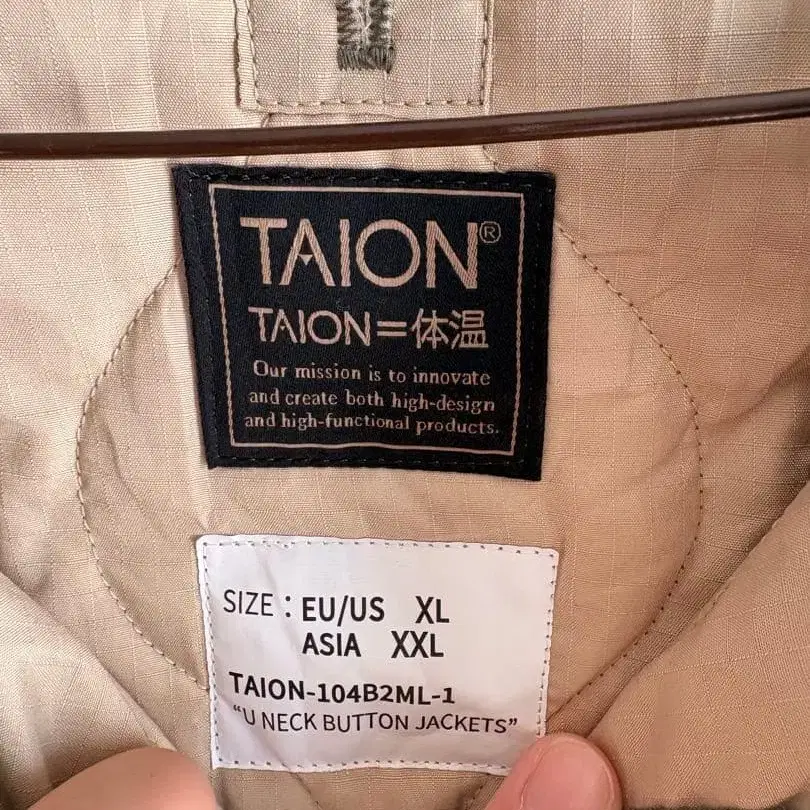 TAION®
TAION=体温
Our mission is to innovate
and create both high-design
and high-functional products.
SIZE : EU/US XL
ASIA XXL
TAION-104B2ML-1
“U NECK BUTTON JACKETS”